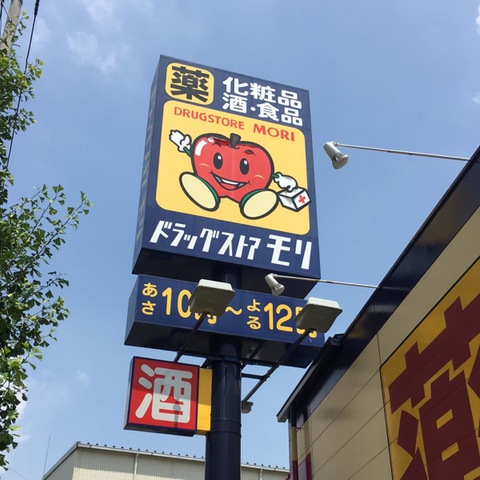 薬 化粧品
酒・食品
DRUGSTORE MORI
ドラッグストア モリ
あさ10時～よる12時
酒
薬